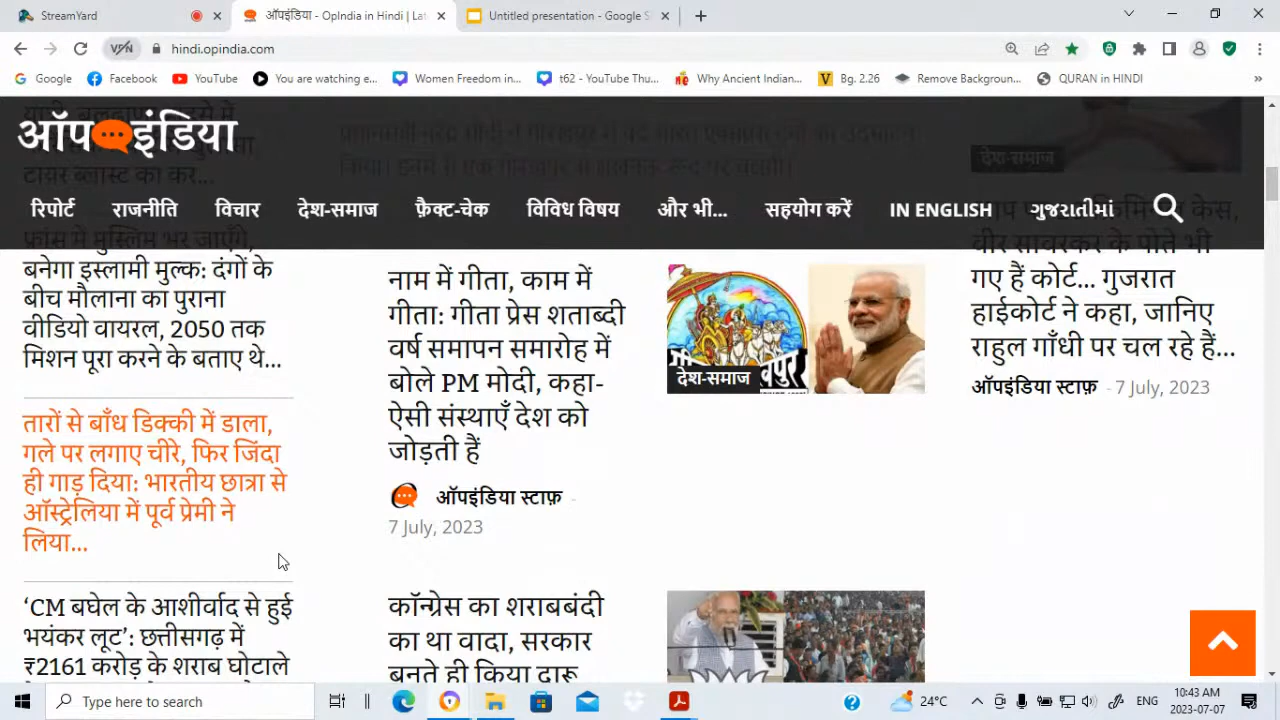 StreamYard
ऑपइंडिया - OpIndia in Hindi | Lat
Untitled presentation - Google S
VPN
hindi.opindia.com
Google
Facebook
YouTube
You are watching e...
Women Freedom in...
t62 - YouTube Thu...
Why Ancient Indian...
Bg. 2.26
Remove Backgroun...
QURAN in HINDI
»
ऑपइंडिया
टायर ब्लास्ट का कर...
देश-समाज
रिपोर्ट
राजनीति
विचार
देश-समाज
फ़ैक्ट-चेक
विविध विषय
और भी...
सहयोग करें
IN ENGLISH
ગુજરાતીમાં
फ्रांस में मुस्लिम भर जाएँगे,
बनेगा इस्लामी मुल्क: दंगों के
बीच मौलाना का पुराना
वीडियो वायरल, 2050 तक
मिशन पूरा करने के बताए थे...
तारों से बाँध डिक्की में डाला,
गले पर लगाए चीरे, फिर जिंदा
ही गाड़ दिया: भारतीय छात्रा से
ऑस्ट्रेलिया में पूर्व प्रेमी ने
लिया...
‘CM बघेल के आशीर्वाद से हुई
भयंकर लूट’: छत्तीसगढ़ में
₹2161 करोड़ के शराब घोटाले
नाम में गीता, काम में
गीता: गीता प्रेस शताब्दी
वर्ष समापन समारोह में
बोले PM मोदी, कहा-
ऐसी संस्थाएँ देश को
जोड़ती हैं
ऑपइंडिया स्टाफ़ -
7 July, 2023
देश-समाज
कॉन्ग्रेस का शराबबंदी
का था वादा, सरकार
बनते ही किया दारू
वीर सावरकर के पोते भी
गए हैं कोर्ट... गुजरात
हाईकोर्ट ने कहा, जानिए
राहुल गाँधी पर चल रहे हैं...
ऑपइंडिया स्टाफ़ - 7 July, 2023
Type here to search
24°C
ENG
10:43 AM
2023-07-07